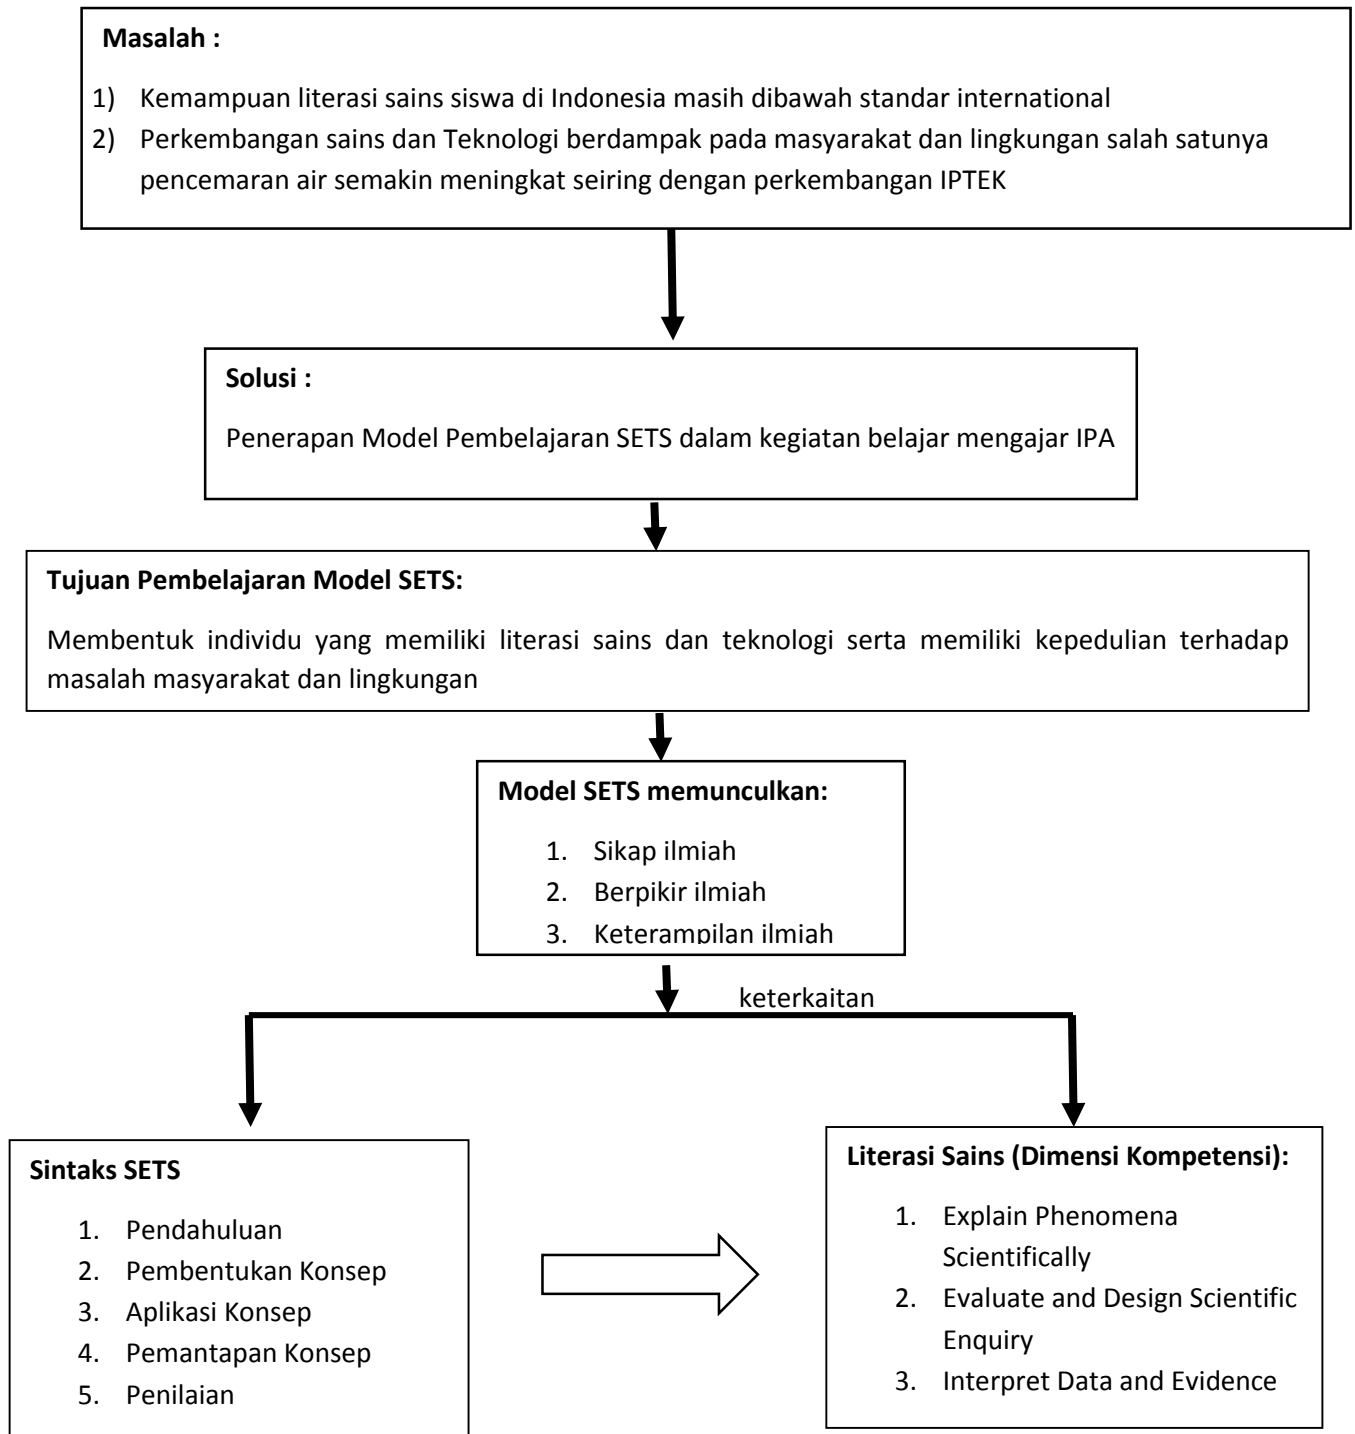 Masalah :
1) Kemampuan literasi sains siswa di Indonesia masih dibawah standar international
2) Perkembangan sains dan Teknologi berdampak pada masyarakat dan lingkungan salah satunya
pencemaran air semakin meningkat seiring dengan perkembangan IPTEK
Solusi :
Penerapan Model Pembelajaran SETS dalam kegiatan belajar mengajar IPA
Tujuan Pembelajaran Model SETS:
Membentuk individu yang memiliki literasi sains dan teknologi serta memiliki kepedulian terhadap
masalah masyarakat dan lingkungan
Model SETS memunculkan:
1. Sikap ilmiah
2. Berpikir ilmiah
3. Keterampilan ilmiah
keterkaitan
Sintaks SETS
1. Pendahuluan
2. Pembentukan Konsep
3. Aplikasi Konsep
4. Pemantapan Konsep
5. Penilaian
Literasi Sains (Dimensi Kompetensi):
1. Explain Phenomena
Scientifically
2. Evaluate and Design Scientific
Enquiry
3. Interpret Data and Evidence